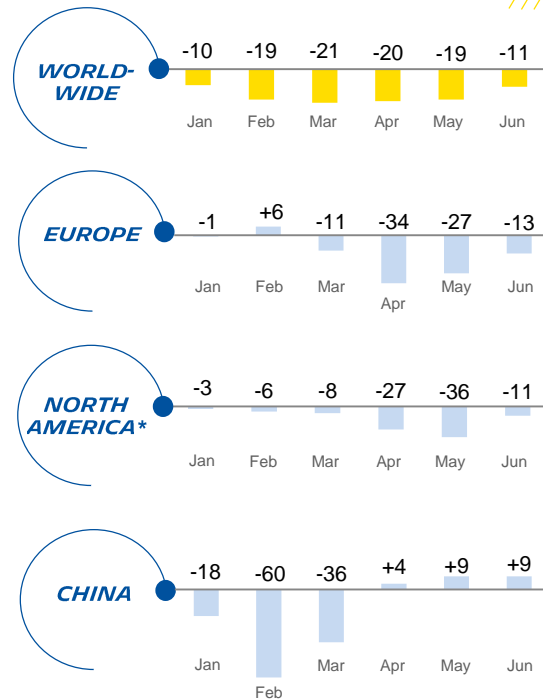 -10 -19 -21 -20 -19 -11
WORLD-
WIDE
Jan Feb Mar Apr May Jun
-1 +6 -11 -34 -27 -13
EUROPE
Jan Feb Mar Apr May Jun
-3 -6 -8 -27 -36 -11
NORTH
AMERICA*
Jan Feb Mar Apr May Jun
-18 -60 -36 +4 +9 +9
CHINA
Jan Feb Mar Apr May Jun